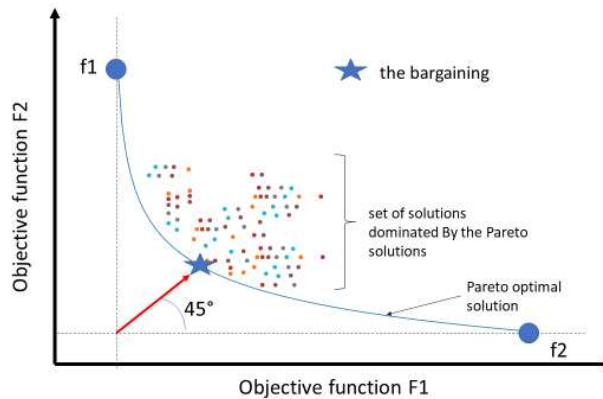 f1
the bargaining
Objective function F2
set of solutions
dominated By the Pareto
solutions
Pareto optimal
solution
45°
f2
Objective function F1